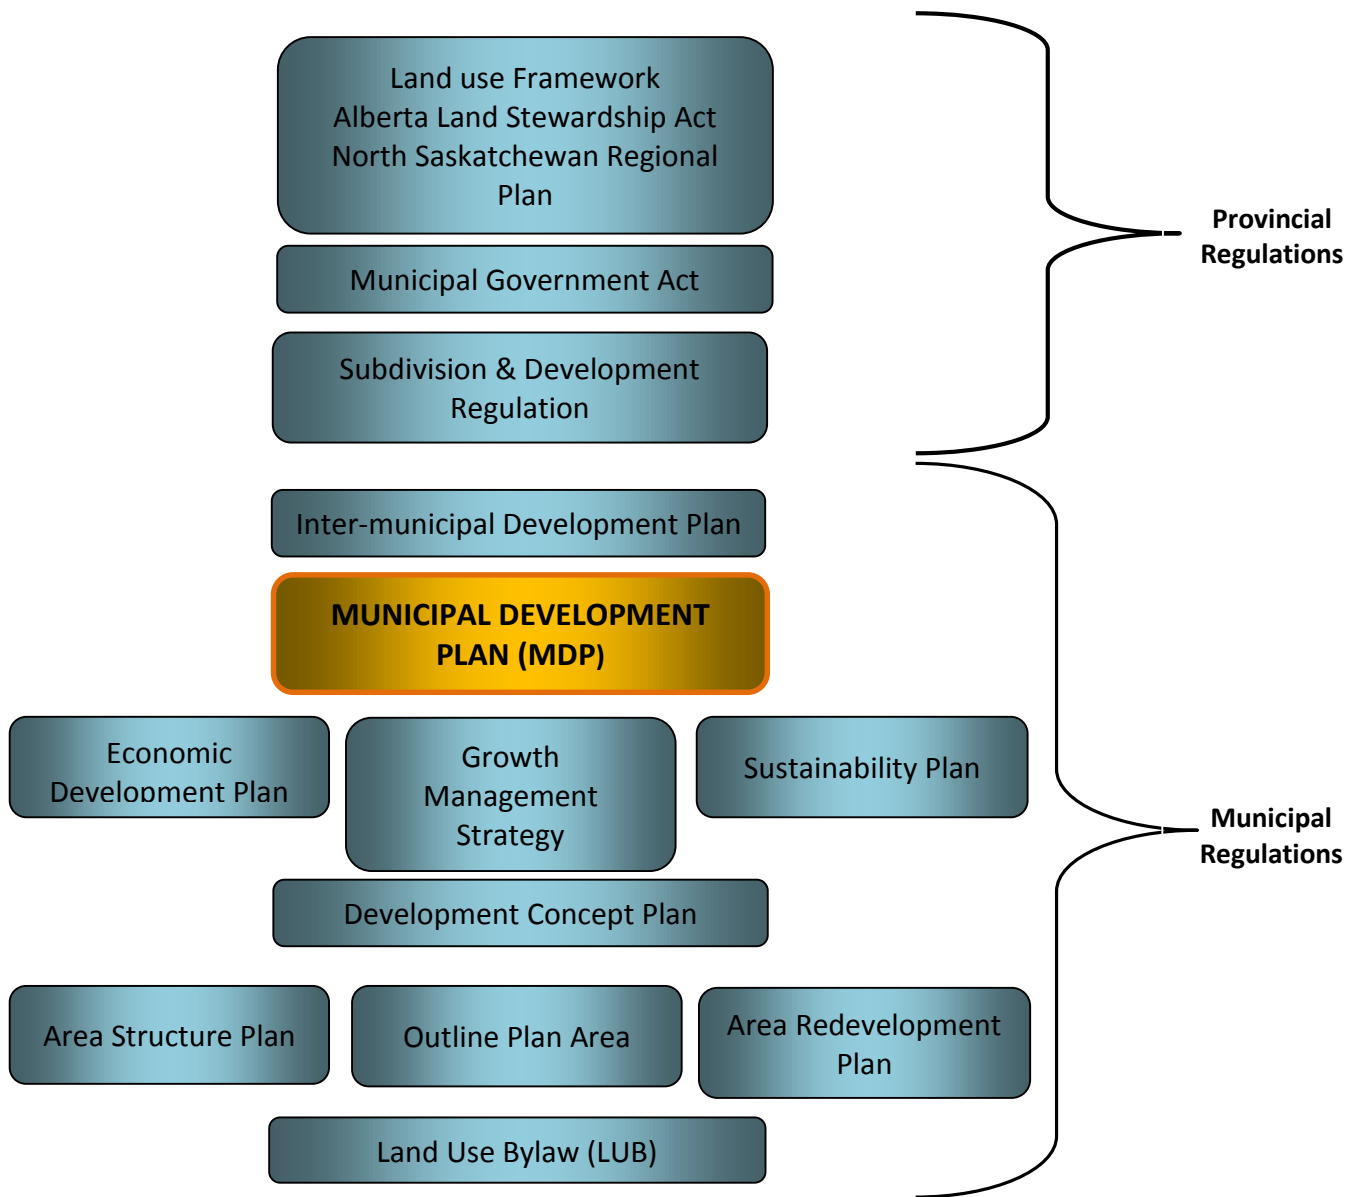 Land use Framework
Alberta Land Stewardship Act
North Saskatchewan Regional
Plan
Provincial
Regulations
Municipal Government Act
Subdivision & Development
Regulation
Inter-municipal Development Plan
MUNICIPAL DEVELOPMENT
PLAN (MDP)
Economic
Development Plan
Growth
Management
Strategy
Sustainability Plan
Municipal
Regulations
Development Concept Plan
Area Structure Plan
Outline Plan Area
Area Redevelopment
Plan
Land Use Bylaw (LUB)